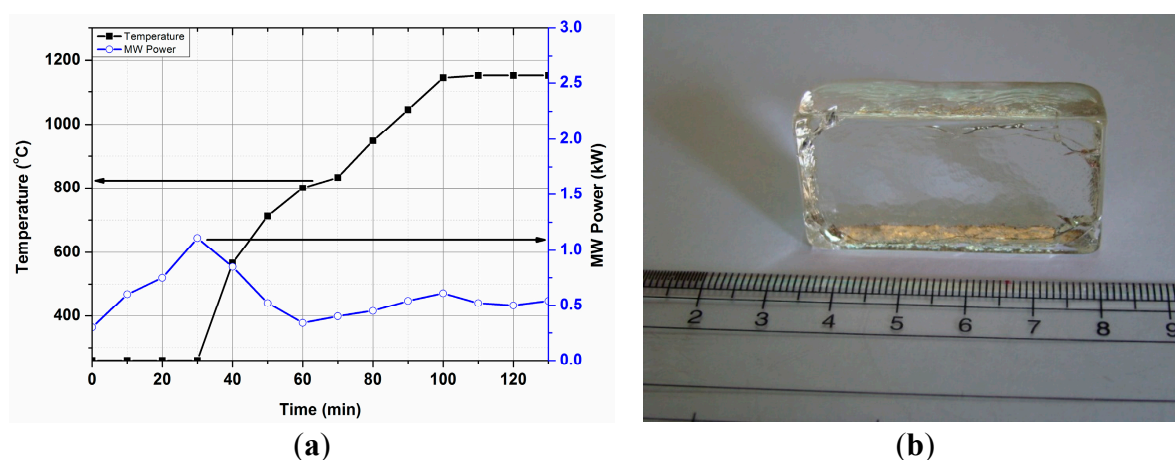 Temperature
MW Power
Temperature (°C)
1200
1000
800
600
400
3.0
2.5
2.0
1.5
1.0
0.5
0.0
MW Power (kW)
0 20 40 60 80 100 120
Time (min)
2 3 4 5 6 7 8 9
(a) (b)